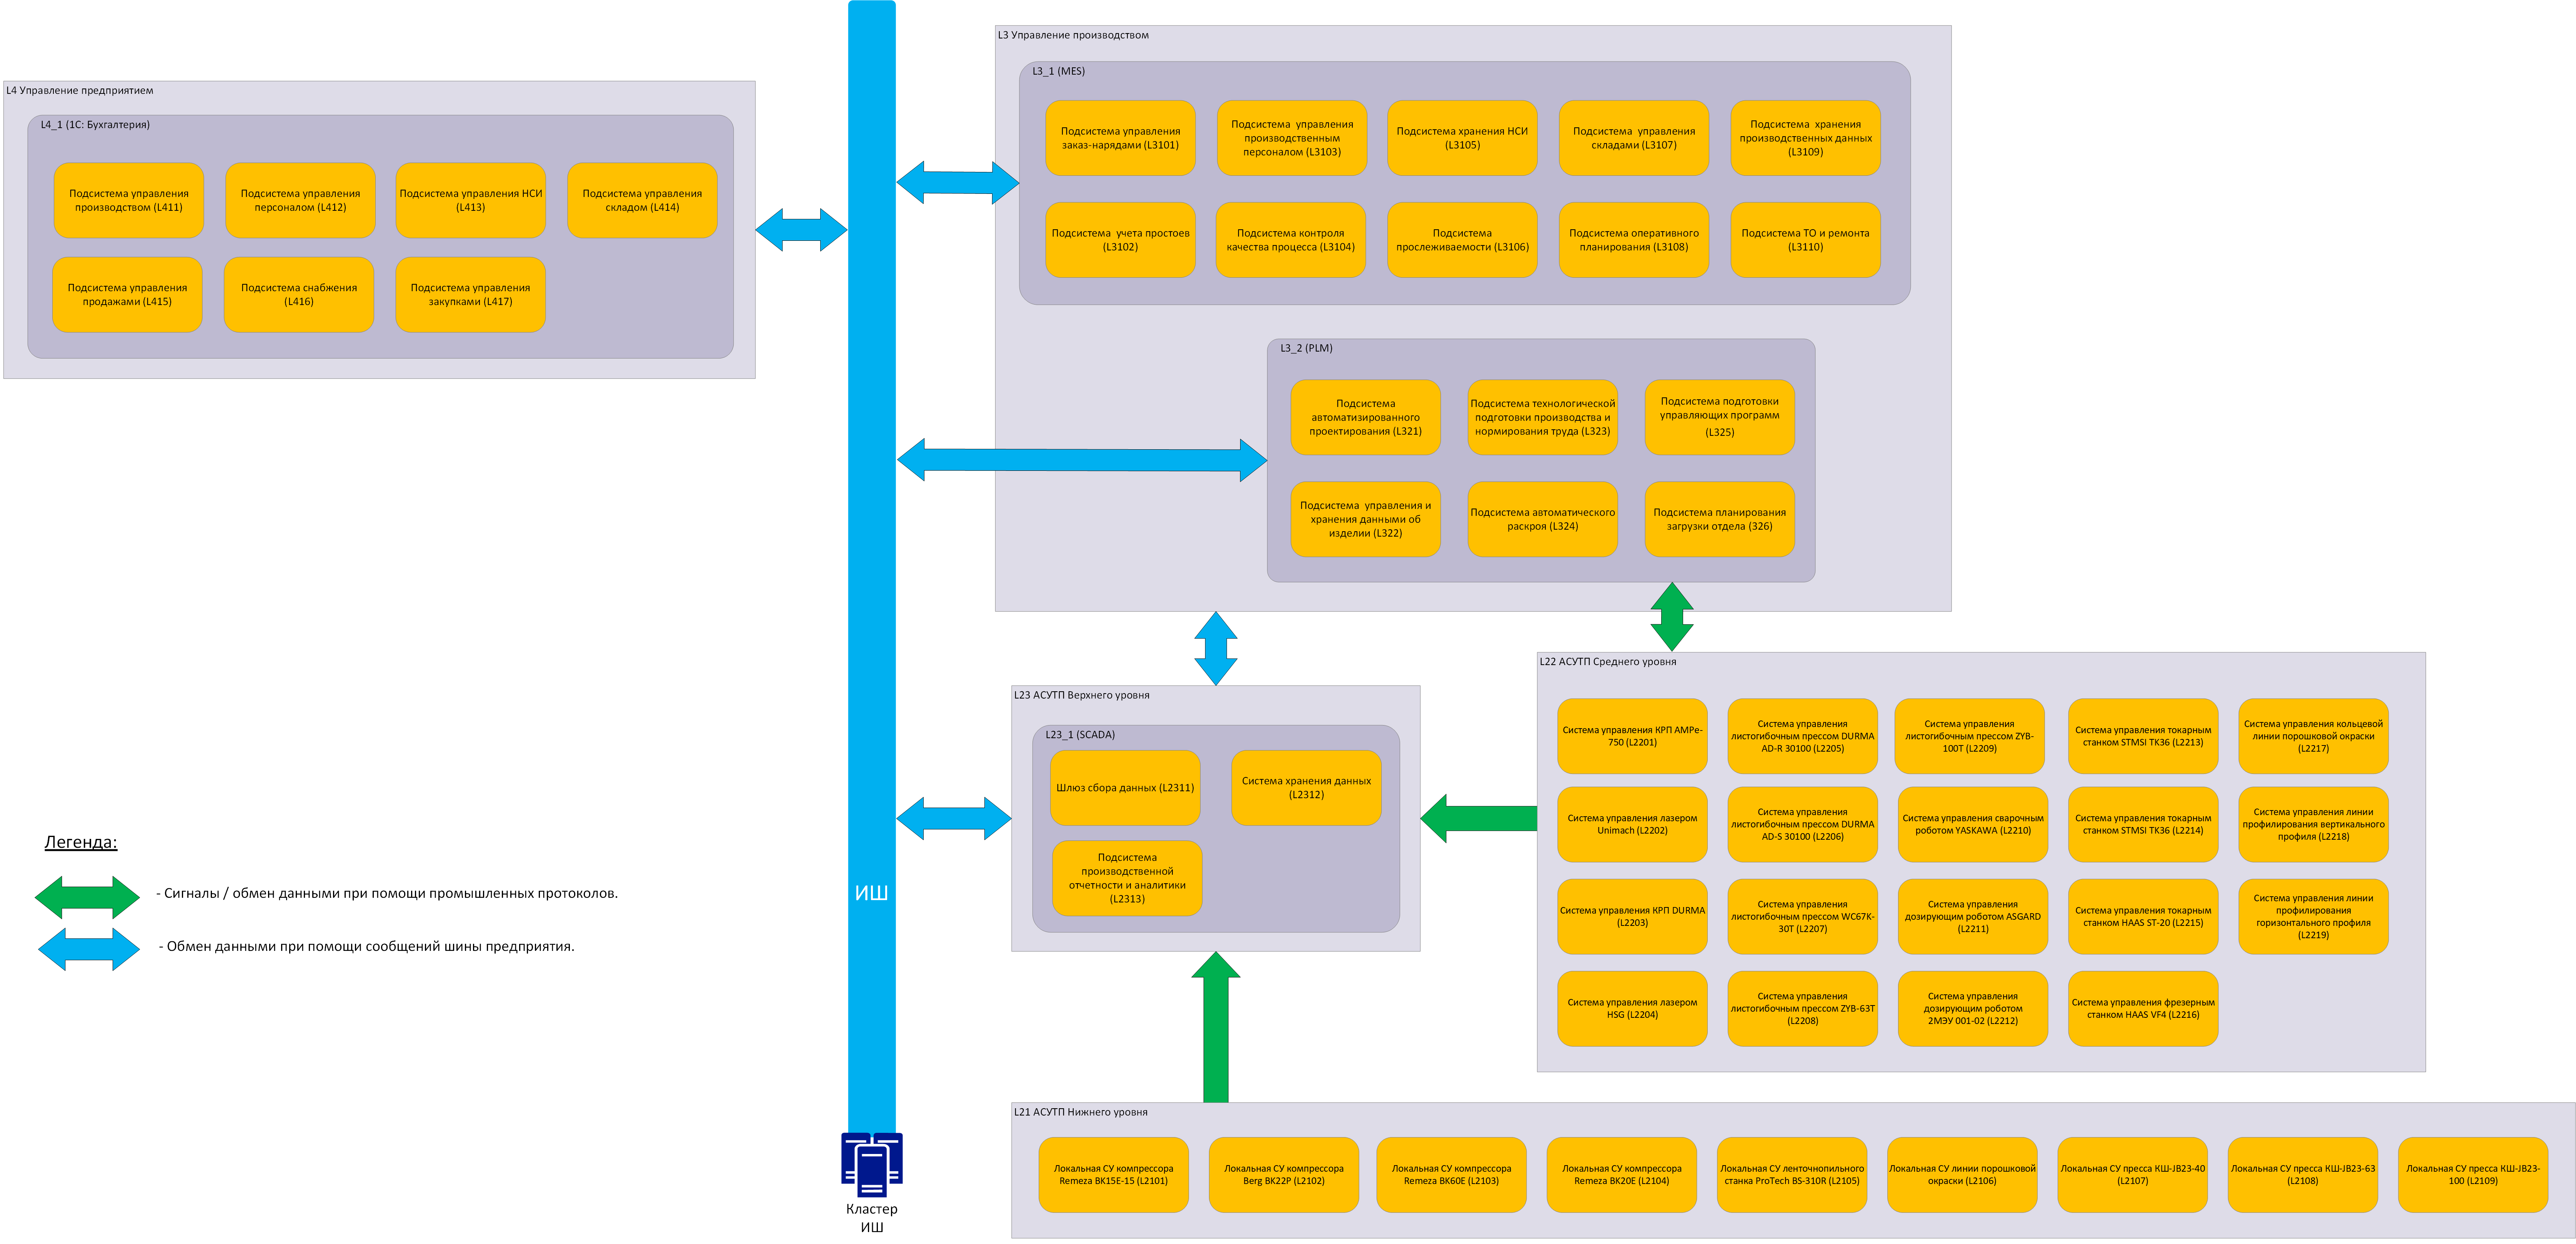 L4 Управление предприятием
L4_1 (1С: Бухгалтерия)
Подсистема управления
производством (L411)
Подсистема управления
персоналом (L412)
Подсистема управления НСИ
(L413)
Подсистема управления
складом (L414)
Подсистема управления
продажами (L415)
Подсистема снабжения
(L416)
Подсистема управления
закупками (L417)
ИШ
Кластер
ИШ
L3 Управление производством
L3_1 (MES)
Подсистема управления
заказ-нарядами (L3101)
Подсистема управления
производственным
персоналом (L3103)
Подсистема хранения НСИ
(L3105)
Подсистема управления
складами (L3107)
Подсистема хранения
производственных данных
(L3109)
Подсистема учета простоев
(L3102)
Подсистема контроля
качества процесса (L3104)
Подсистема
прослеживаемости (L3106)
Подсистема оперативного
планирования (L3108)
Подсистема ТО и ремонта
(L3110)
L3_2 (PLM)
Подсистема
автоматизированного
проектирования (L321)
Подсистема технологической
подготовки производства и
нормирования труда (L323)
Подсистема подготовки
управляющих программ
(L325)
Подсистема управления и
хранения данными об
изделии (L322)
Подсистема автоматического
раскроя (L324)
Подсистема планирования
загрузки отдела (326)
L23 АСУТП Верхнего уровня
L23_1 (SCADA)
Шлюз сбора данных (L2311)
Система хранения данных
(L2312)
Подсистема
производственной
отчетности и аналитики
(L2313)
L22 АСУТП Среднего уровня
Система управления КРП AMPe-
750 (L2201)
Система управления
листогибочным прессом DURMA
AD-R 30100 (L2205)
Система управления
листогибочным прессом ZYB-
100T (L2209)
Система управления токарным
станком STMSI TK36 (L2213)
Система управления кольцевой
линии порошковой окраски
(L2217)
Система управления лазером
Unimach (L2202)
Система управления
листогибочным прессом DURMA
AD-S 30100 (L2206)
Система управления сварочным
роботом YASKAWA (L2210)
Система управления токарным
станком STMSI TK36 (L2214)
Система управления линии
профилирования вертикального
профиля (L2218)
Система управления КРП DURMA
(L2203)
Система управления
листогибочным прессом WC67K-
30T (L2207)
Система управления
дозирующим роботом ASGARD
(L2211)
Система управления токарным
станком HAAS ST-20 (L2215)
Система управления линии
профилирования
горизонтального профиля
(L2219)
Система управления лазером
HSG (L2204)
Система управления
листогибочным прессом ZYB-63T
(L2208)
Система управления
дозирующим роботом
2МЭУ 001-02 (L2212)
Система управления фрезерным
станком HAAS VF4 (L2216)
L21 АСУТП Нижнего уровня
Локальная СУ компрессора
Remeza ВК15Е-15 (L2101)
Локальная СУ компрессора
Berg ВК22Р (L2102)
Локальная СУ компрессора
Remeza ВК60Е (L2103)
Локальная СУ компрессора
Remeza ВК20Е (L2104)
Локальная СУ ленточнопильного
станка ProTech BS-310R (L2105)
Локальная СУ линии порошковой
окраски (L2106)
Локальная СУ пресса КШ-JB23-40
(L2107)
Локальная СУ пресса КШ-JB23-63
(L2108)
Локальная СУ пресса КШ-JB23-
100 (L2109)
Легенда:
- Сигналы / обмен данными при помощи промышленных протоколов.
- Обмен данными при помощи сообщений шины предприятия.